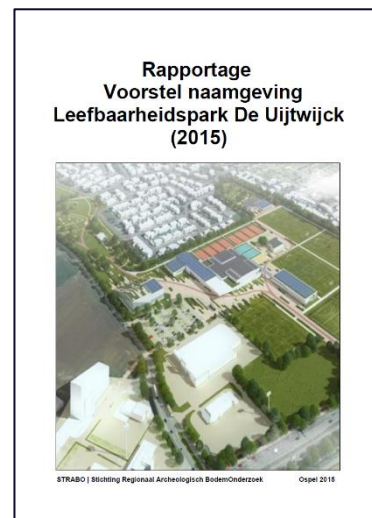 Rapportage
Voorstel naamgeving
Leefbaarheidspark De Uijtwijck
(2015)
STRABO | Stichting Regionaal Archeologisch BodemOnderzoek Ospel 2015